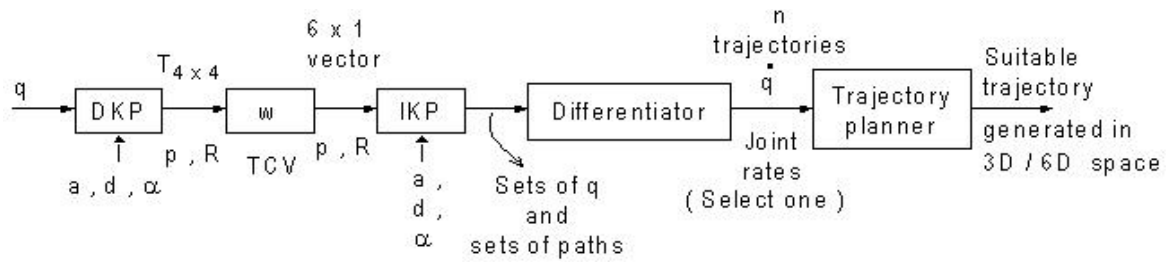 q
DKP
a , d , α
T4 x 4
p , R
w
TCV
6 x 1
vector
p , R
IKP
a ,
d ,
α
Sets of q
and
sets of paths
Differentiator
n
trajectories
q̇
Joint
rates
( Select one )
Trajectory
planner
Suitable
trajectory
generated in
3D / 6D space